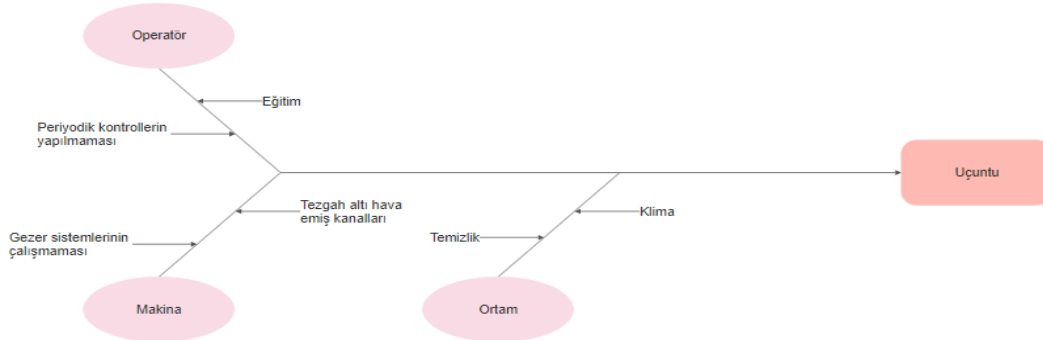 Operatör
Eğitim
Periyodik kontrollerin
yapılmaması
Uçuntu
Tezgah altı hava
emiş kanalları
Klima
Gezer sistemlerinin
çalışmaması
Temizlik
Makina
Ortam